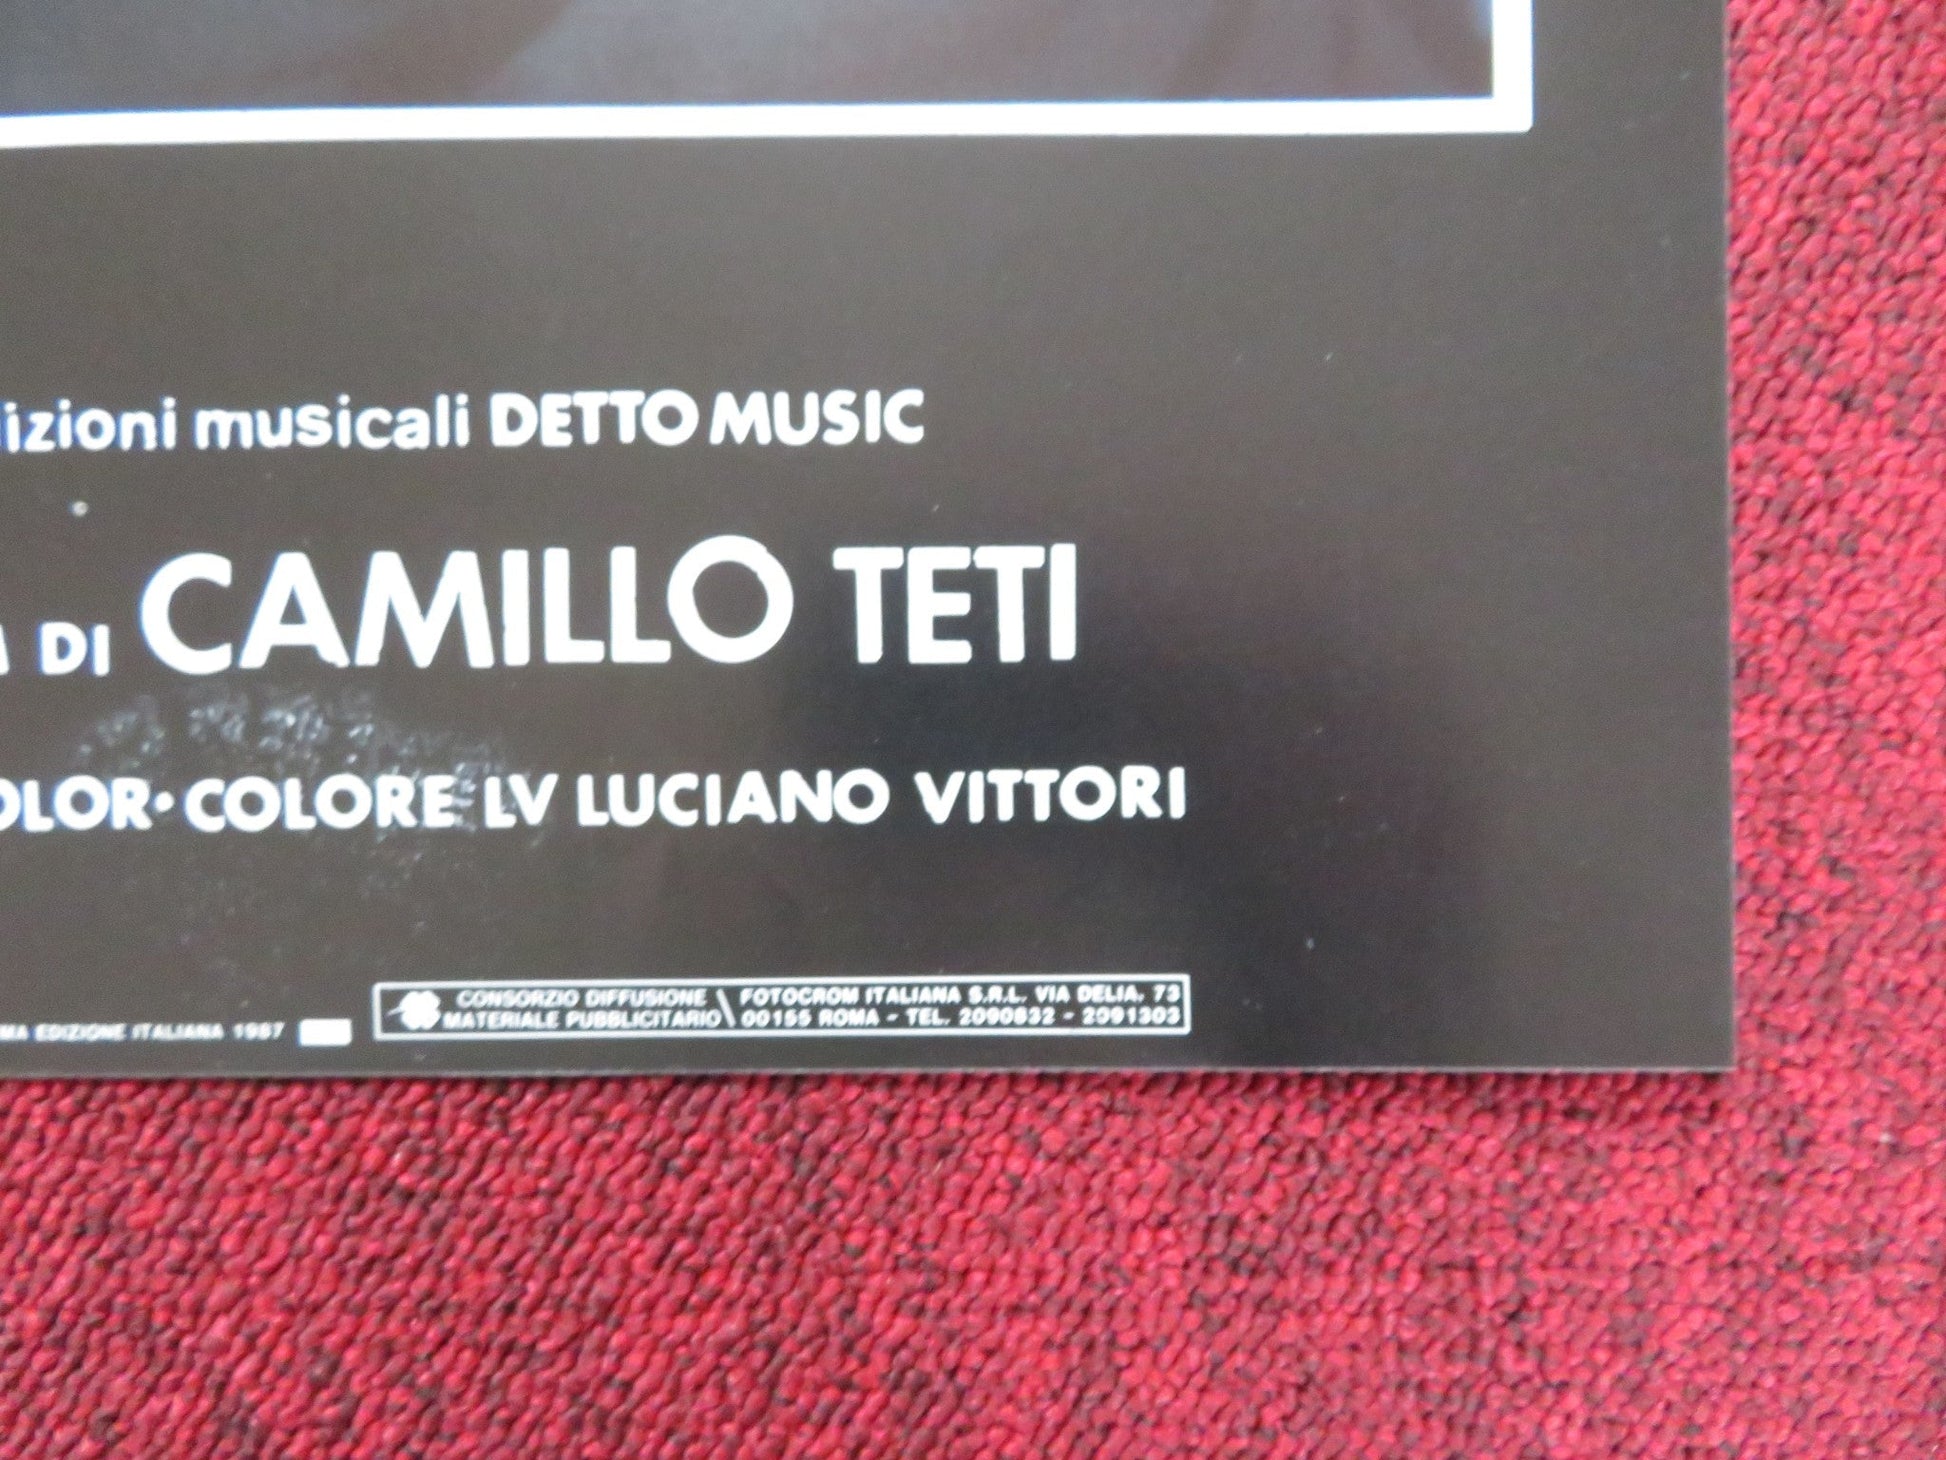 izioni musicali DETTO MUSIC
DI CAMILLO TETI
OLOR • COLORE LV LUCIANO VITTORI
MA EDIZIONE ITALIANA 1987
CONSORZIO DIFFUSIONE \ FOTOCROM ITALIANA S.R.L. VIA DELIA, 73
MATERIALE PUBBLICITARIO \ 00155 ROMA - TEL. 2090832 - 2091303